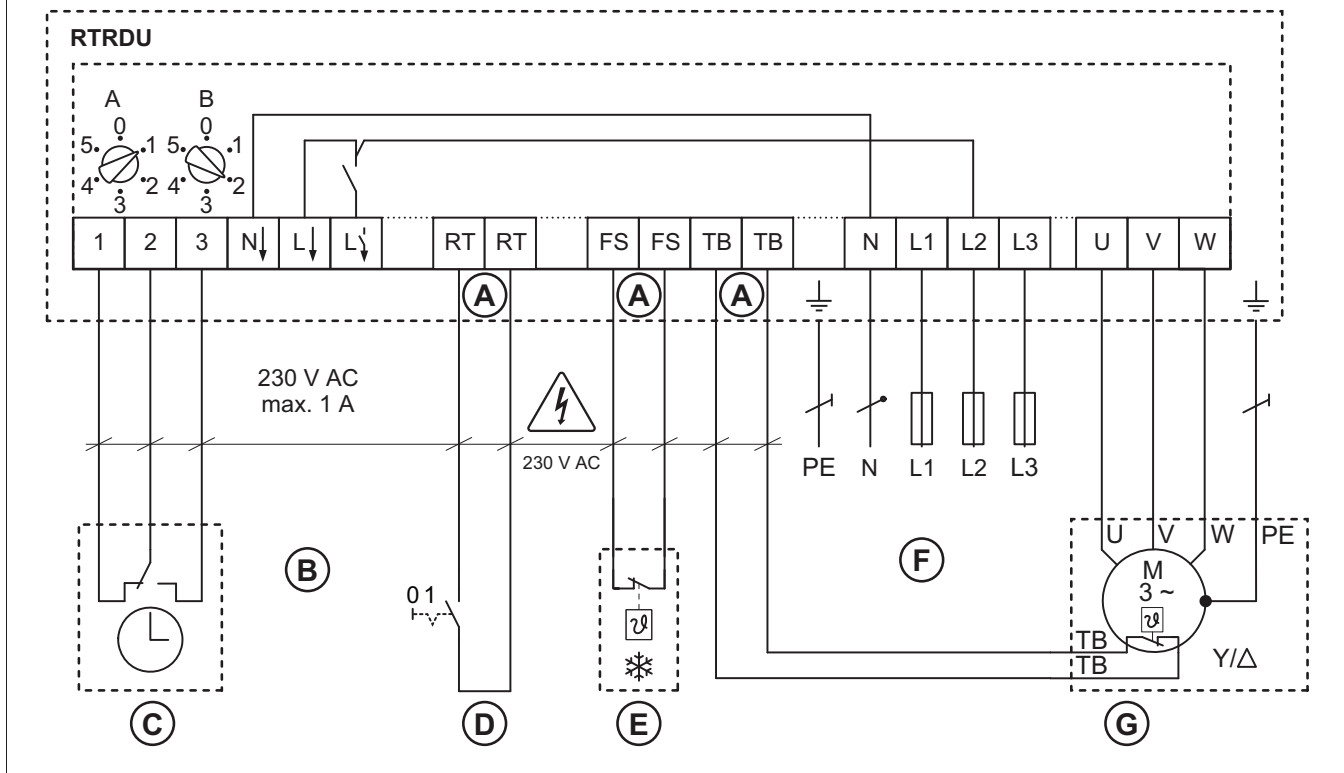 RTRDU
A B
0 0
5 1 5 1
4 2 4 2
3 3
1 2 3 N L L RT RT FS FS TB TB N L1 L2 L3 U V W
A A A
230 V AC
max. 1 A
230 V AC
PE N L1 L2 L3
U V W PE
M
3 ~
ϑ
0 1
ϑ
TB
TB
Y/△
B
F
C D E G